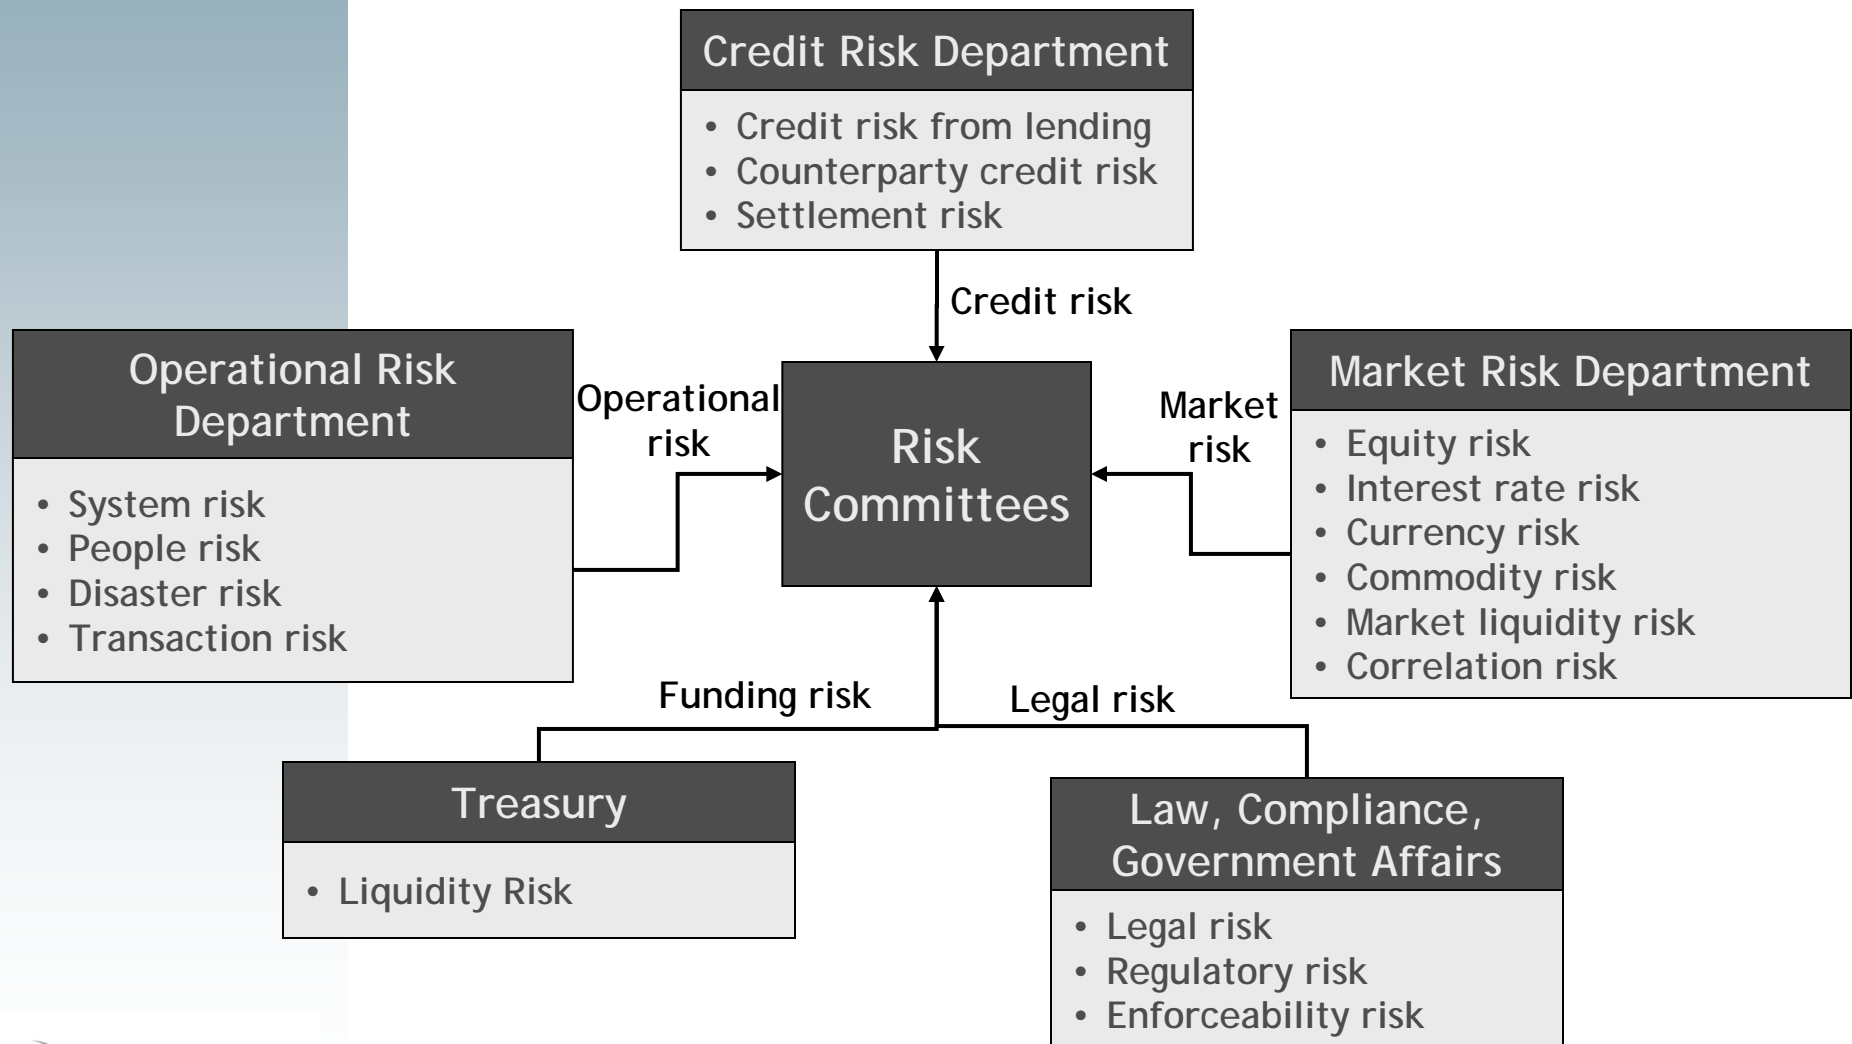 Credit Risk Department
• Credit risk from lending
• Counterparty credit risk
• Settlement risk
Credit risk
Operational Risk
Department
• System risk
• People risk
• Disaster risk
• Transaction risk
Operational
risk
Risk
Committees
Market
risk
Market Risk Department
• Equity risk
• Interest rate risk
• Currency risk
• Commodity risk
• Market liquidity risk
• Correlation risk
Funding risk
Legal risk
Treasury
• Liquidity Risk
Law, Compliance,
Government Affairs
• Legal risk
• Regulatory risk
• Enforceability risk